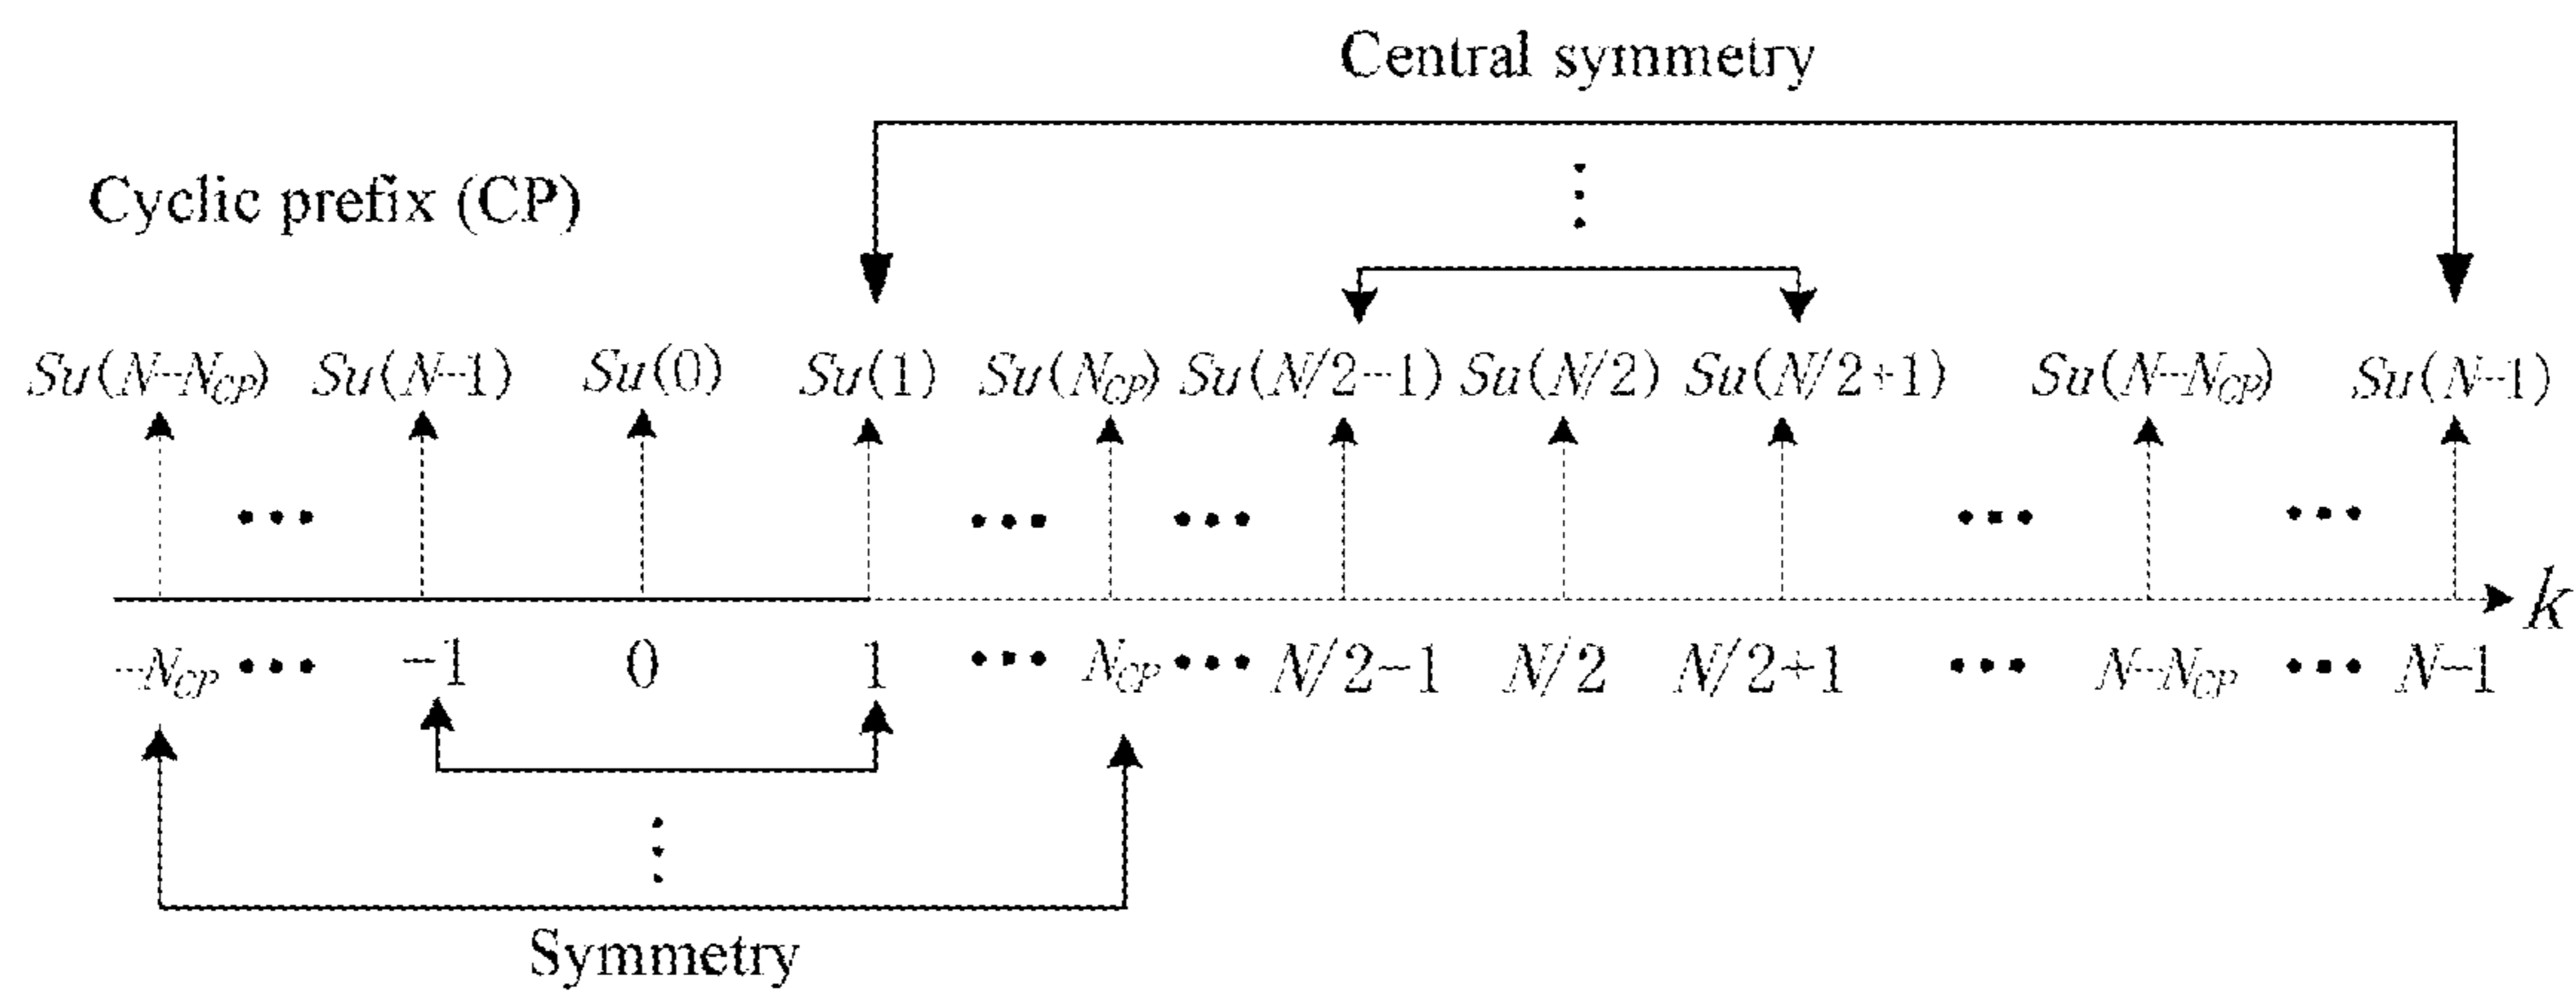 Central symmetry
Cyclic prefix (CP)
Su(N-N_CP) Su(N-1) Su(0) Su(1) Su(N_CP) Su(N/2-1) Su(N/2) Su(N/2+1) Su(N-N_CP) Su(N-1)
••• ••• ••• ••• •••
k
-N_CP ••• -1 0 1 ••• N_CP ••• N/2-1 N/2 N/2+1 ••• N-N_CP ••• N-1
Symmetry